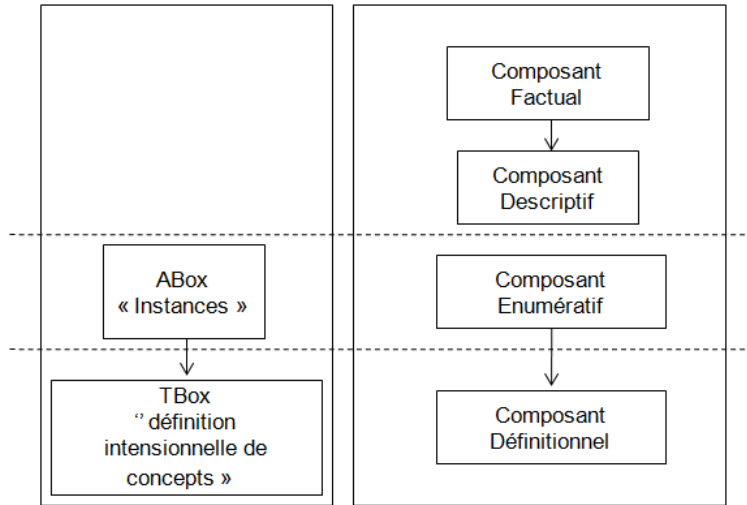 Composant
Factual
Composant
Descriptif
ABox
« Instances »
Composant
Enumératif
TBox
‘’ définition
intensionnelle de
concepts »
Composant
Définitionnel